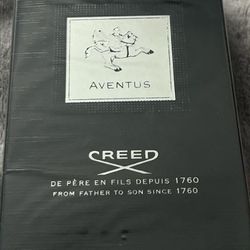 AVENTUS
CREED
DE PÈRE EN FILS DEPUIS 1760
FROM FATHER TO SON SINCE 1760